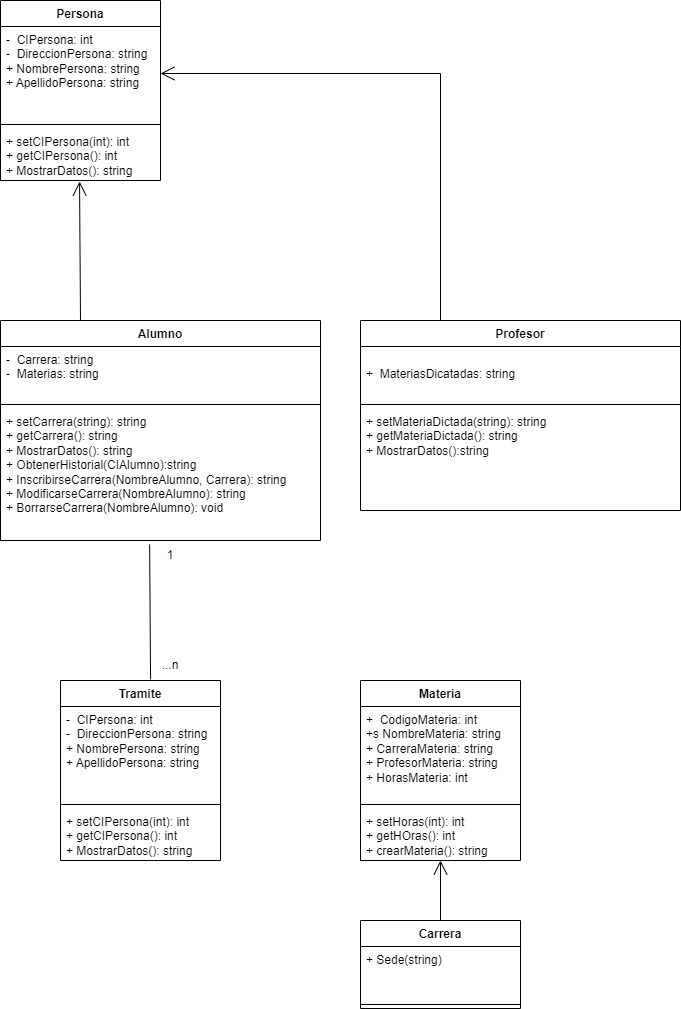 Persona
- CIPersona: int
- DireccionPersona: string
+ NombrePersona: string
+ ApellidoPersona: string
+ setCIPersona(int): int
+ getCIPersona(): int
+ MostrarDatos(): string
Alumno
- Carrera: string
- Materias: string
+ setCarrera(string): string
+ getCarrera(): string
+ MostrarDatos(): string
+ ObtenerHistorial(CIAlumno):string
+ InscribirseCarrera(NombreAlumno, Carrera): string
+ ModificarseCarrera(NombreAlumno): string
+ BorrarseCarrera(NombreAlumno): void
Profesor
+ MateriasDicatadas: string
+ setMateriaDictada(string): string
+ getMateriaDictada(): string
+ MostrarDatos():string
1
...n
Tramite
- CIPersona: int
- DireccionPersona: string
+ NombrePersona: string
+ ApellidoPersona: string
+ setCIPersona(int): int
+ getCIPersona(): int
+ MostrarDatos(): string
Materia
+ CodigoMateria: int
+s NombreMateria: string
+ CarreraMateria: string
+ ProfesorMateria: string
+ HorasMateria: int
+ setHoras(int): int
+ getHOras(): int
+ crearMateria(): string
Carrera
+ Sede(string)